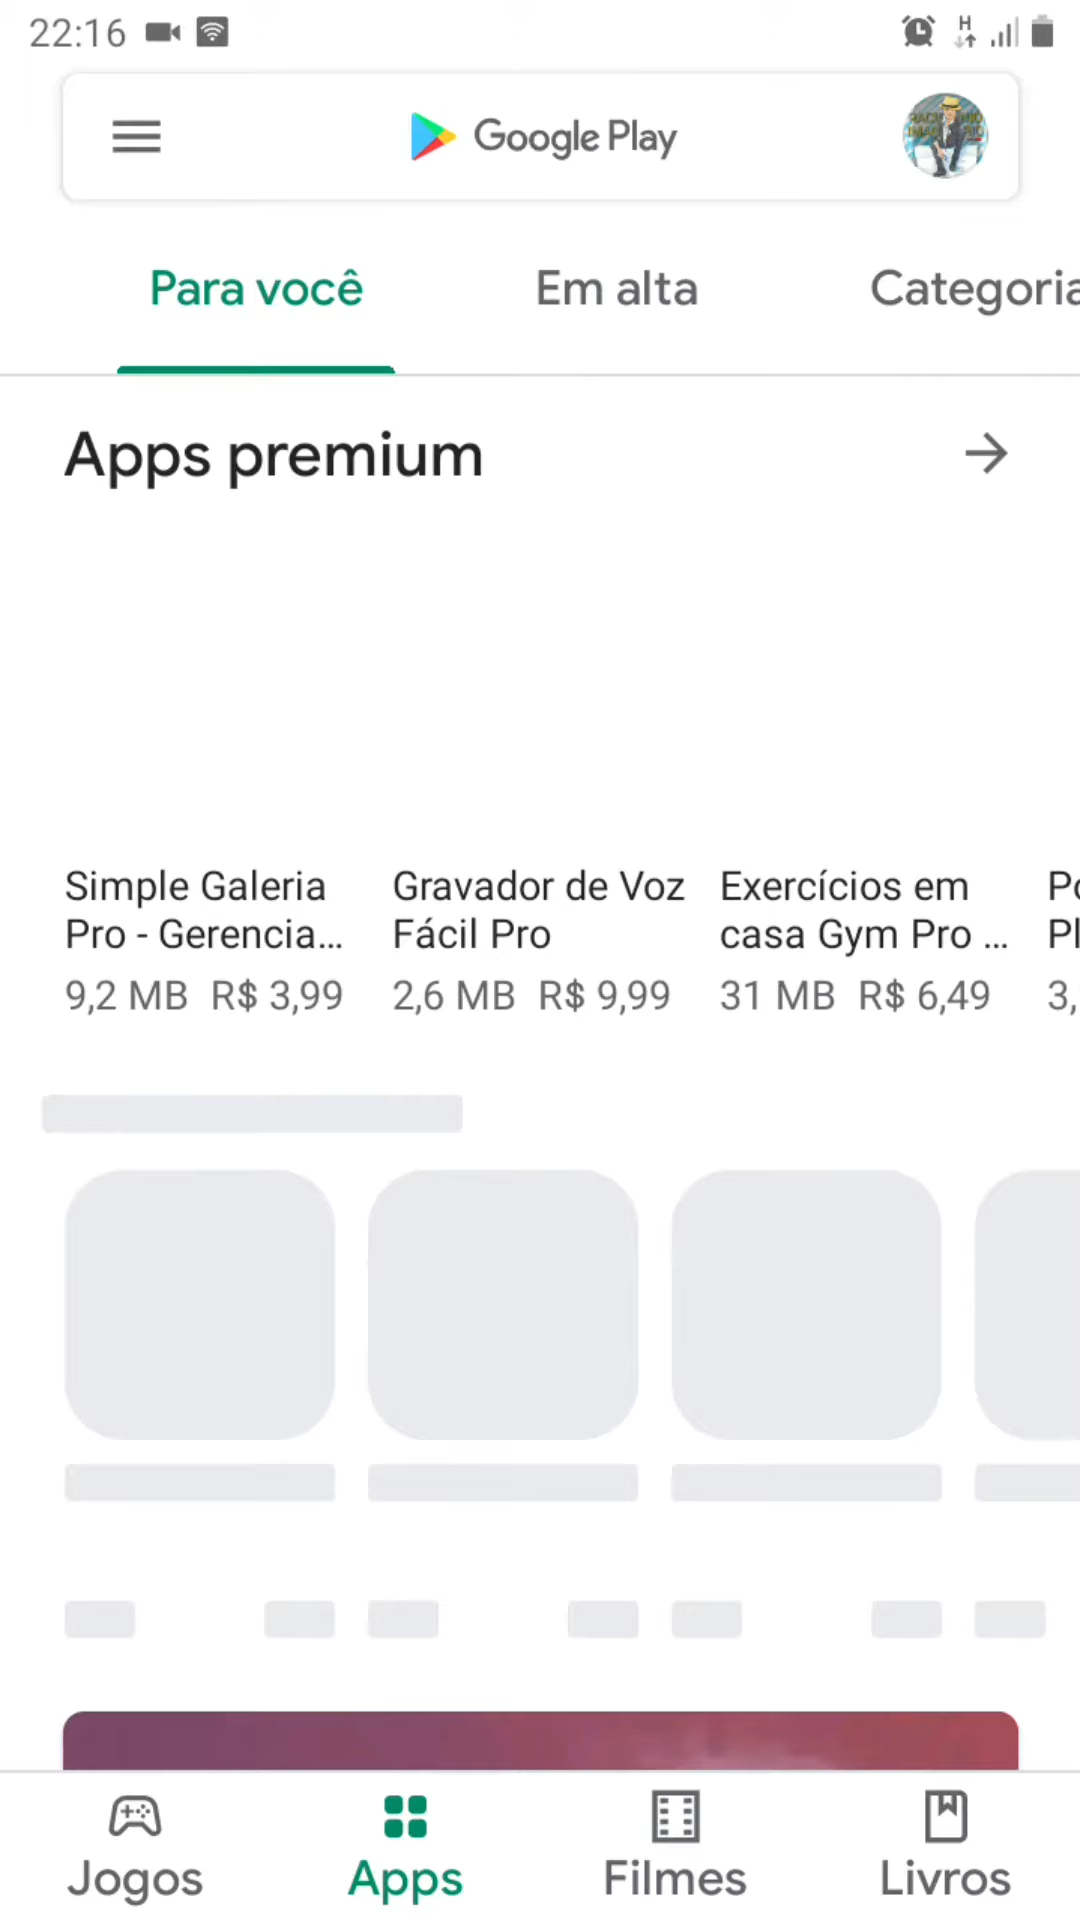 22:16
H
Google Play
Para você
Em alta
Categoria
Apps premium
Simple Galeria
Pro - Gerencia...
9,2 MB R$ 3,99
Gravador de Voz
Fácil Pro
2,6 MB R$ 9,99
Exercícios em
casa Gym Pro ...
31 MB R$ 6,49
Pl
3,
Jogos
Apps
Filmes
Livros